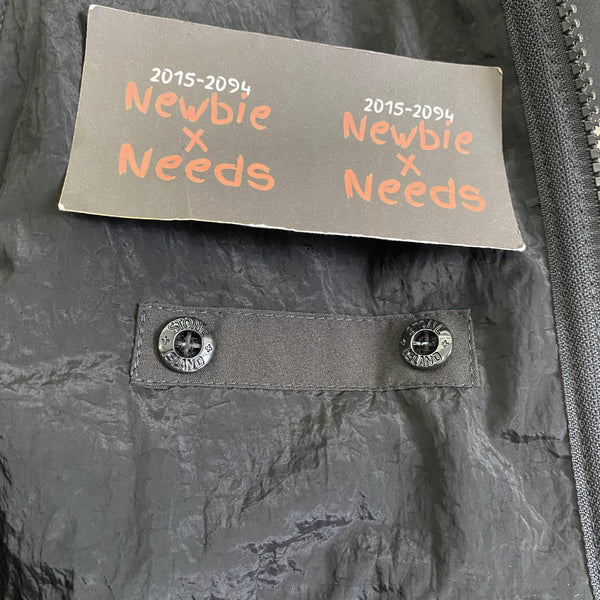 2015-2094
Newbie
x
Needs
2015-2094
Newbie
x
Needs
STONE
ISLAND
STONE
ISLAND